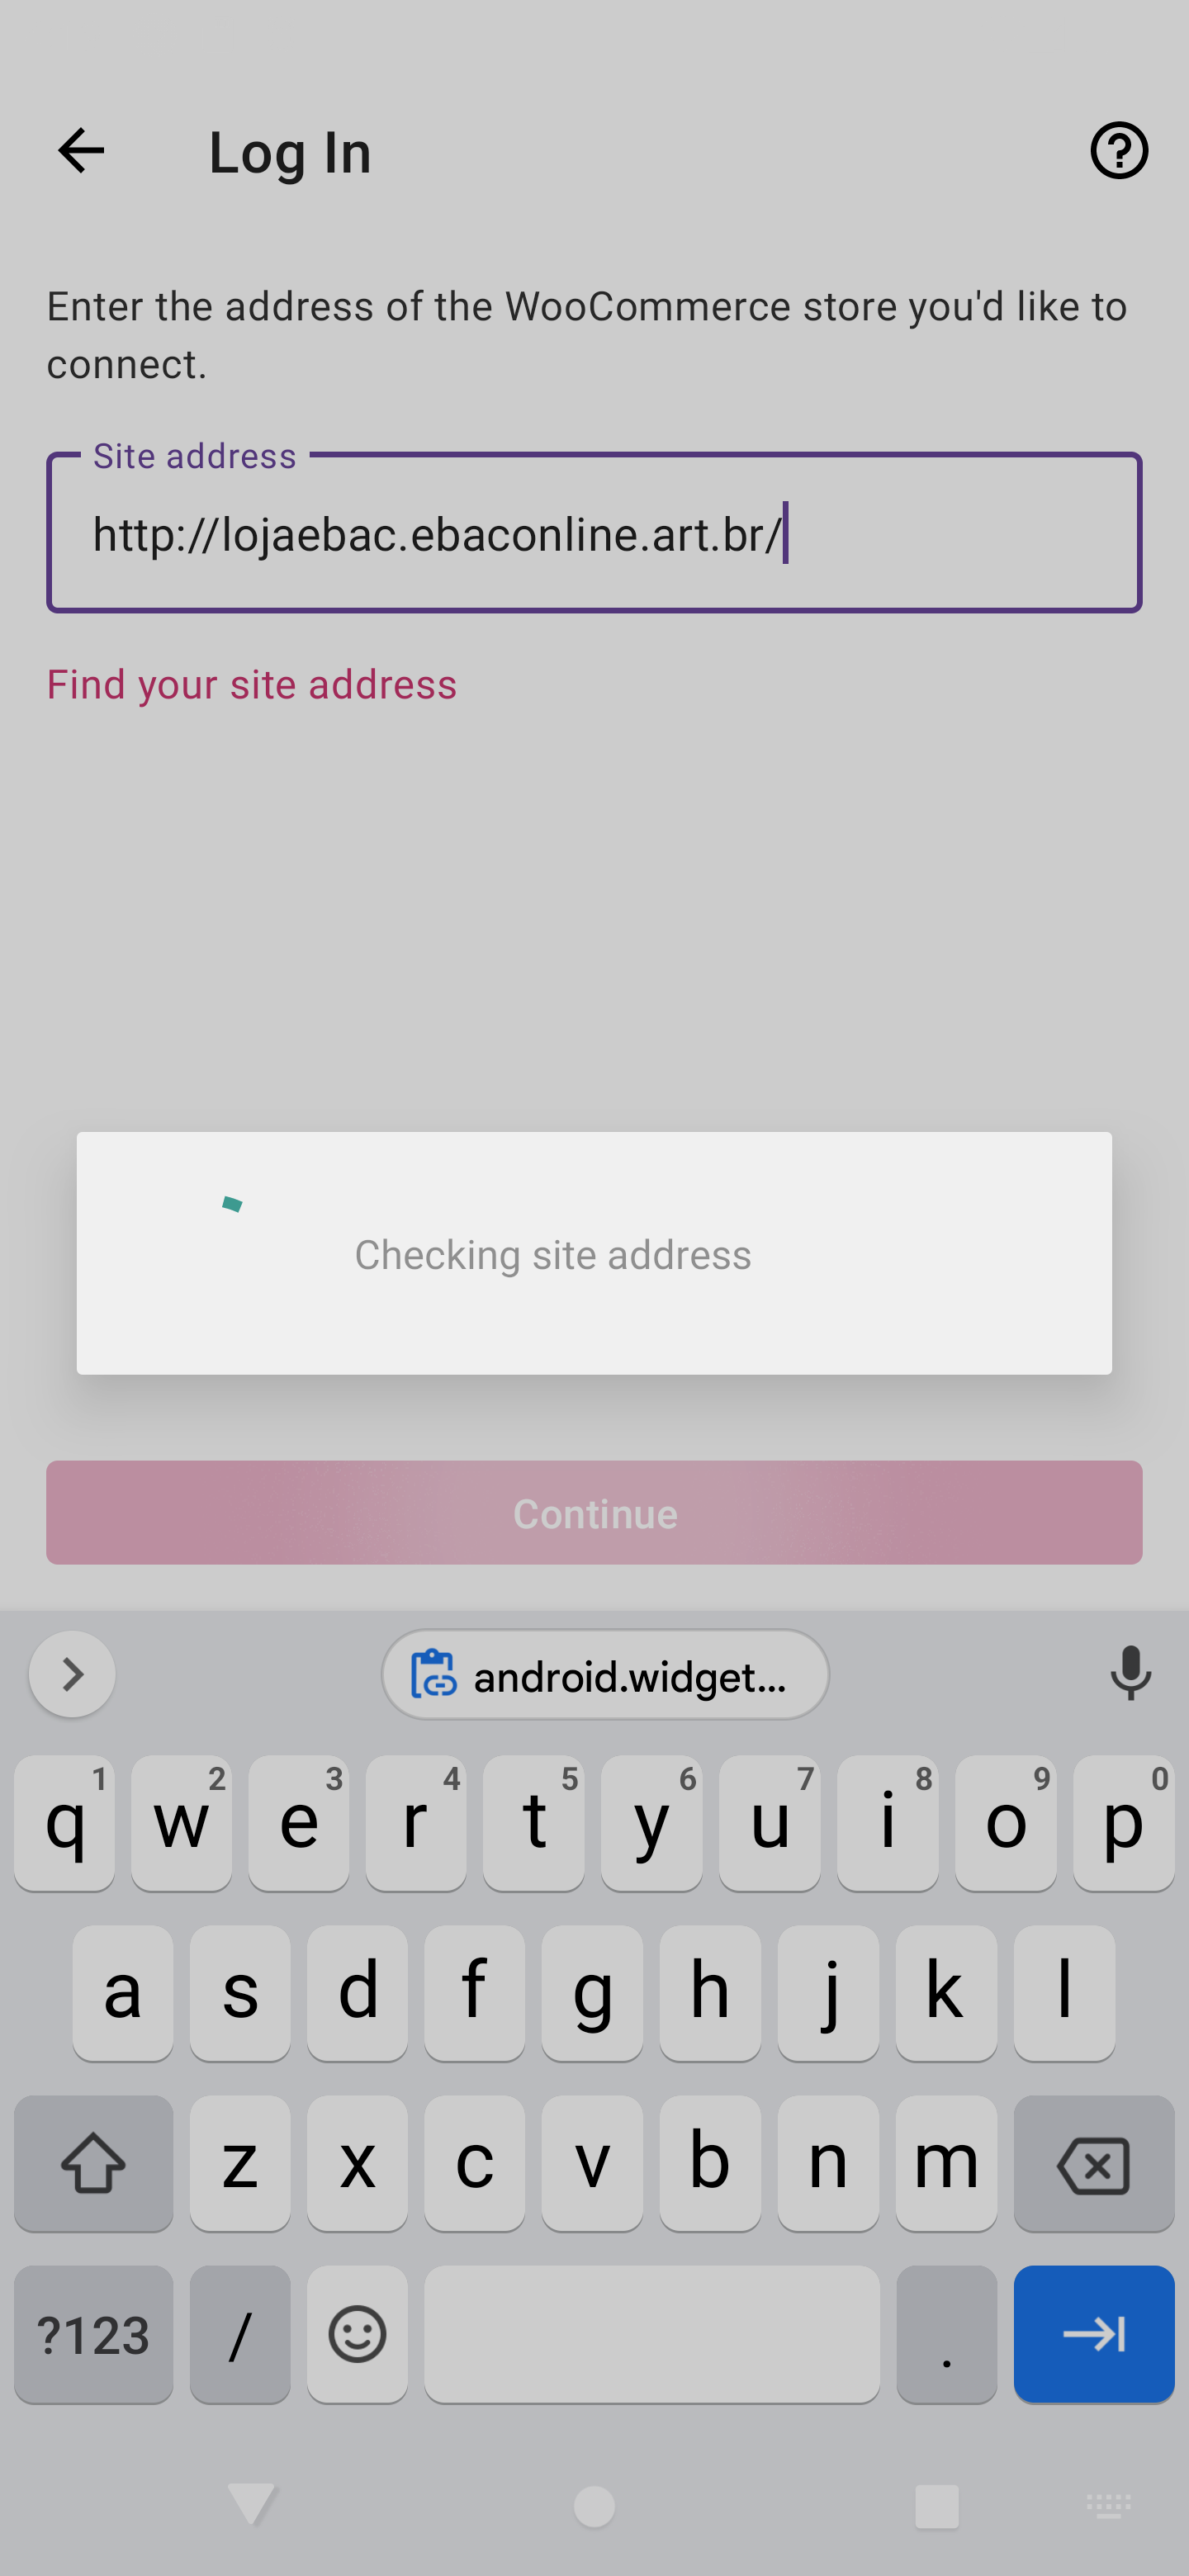 Log In
Enter the address of the WooCommerce store you'd like to
connect.
Site address
http://lojaebac.ebaconline.art.br/
Find your site address
Checking site address
Continue
android.widget...
q 1 w 2 e 3 r 4 t 5 y 6 u 7 i 8 o 9 p 0
a s d f g h j k l
z x c v b n m
?123 / .